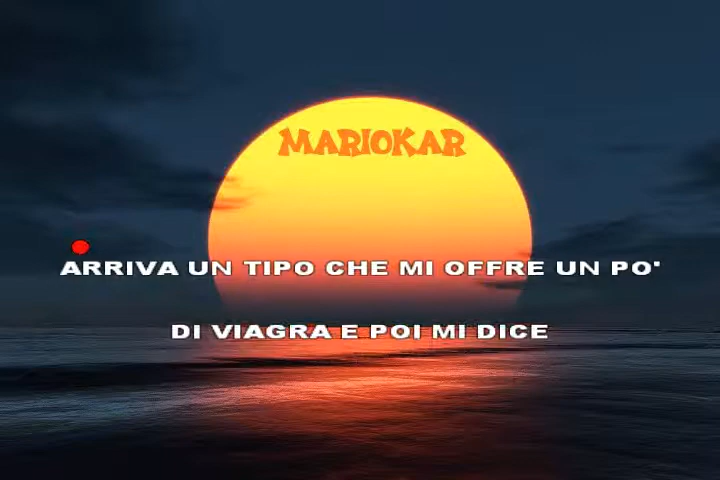 MARIOKAR
ARRIVA UN TIPO CHE MI OFFRE UN PO'
DI VIAGRA E POI MI DICE